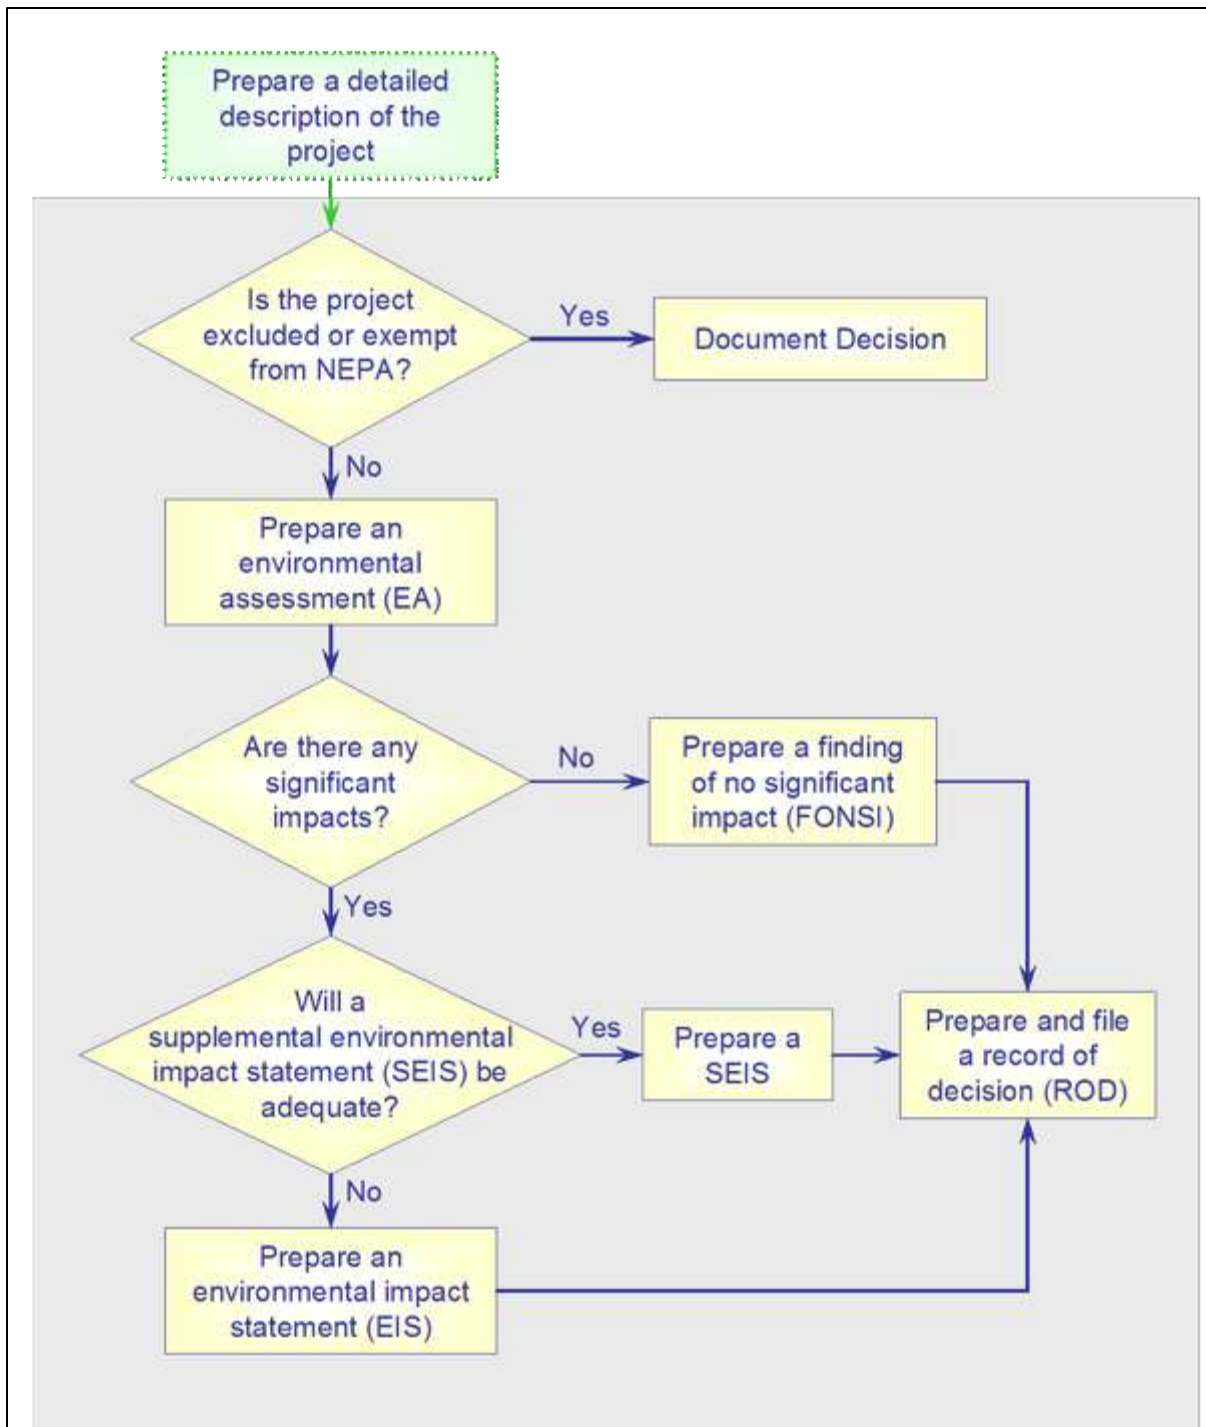 Prepare a detailed
description of the
project
Is the project
excluded or exempt
from NEPA?
Yes
Document Decision
No
Prepare an
environmental
assessment (EA)
Are there any
significant
impacts?
No
Prepare a finding
of no significant
impact (FONSI)
Yes
Will a
supplemental environmental
impact statement (SEIS) be
adequate?
Yes
Prepare a
SEIS
Prepare and file
a record of
decision (ROD)
No
Prepare an
environmental impact
statement (EIS)